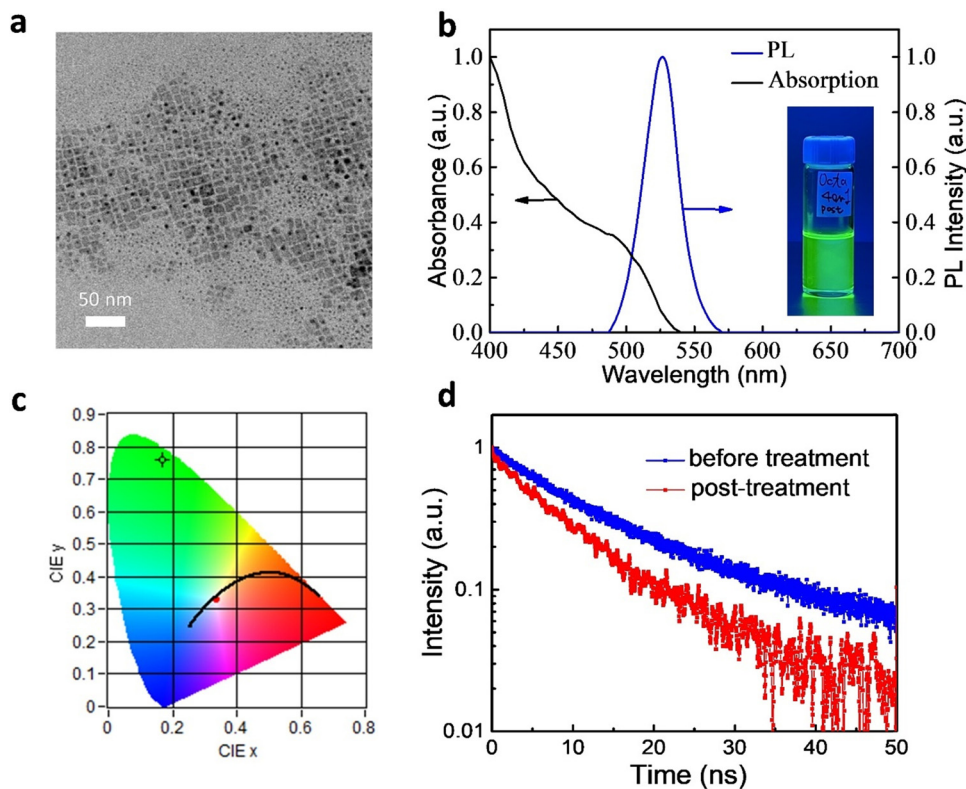 a
50 nm
b
1.0
0.8
0.6
0.4
0.2
0.0
Absorbance (a.u.)
PL
Absorption
Octa
post
1.0
0.8
0.6
0.4
0.2
0.0
PL Intensity (a.u.)
400 450 500 550 600 650 700
Wavelength (nm)
c
0.9
0.8
0.7
0.6
0.5
0.4
0.3
0.2
0.1
0
CIE y
0 0.2 0.4 0.6 0.8
CIE x
d
1
0.1
0.01
Intensity (a.u.)
before treatment
post-treatment
0 10 20 30 40 50
Time (ns)